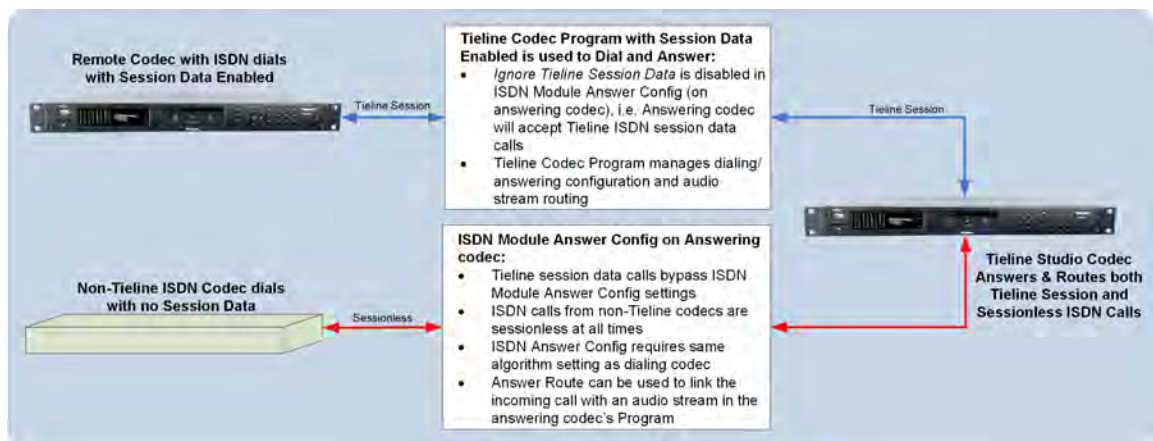 Remote Codec with ISDN dials
with Session Data Enabled
Tieline Session
Tieline Codec Program with Session Data
Enabled is used to Dial and Answer:
• Ignore Tieline Session Data is disabled in
ISDN Module Answer Config (on
answering codec), i.e. Answering codec
will accept Tieline ISDN session data
calls
• Tieline Codec Program manages dialing/
answering configuration and audio
stream routing
Tieline Session
Non-Tieline ISDN Codec dials
with no Session Data
Sessionless
ISDN Module Answer Config on Answering
codec:
• Tieline session data calls bypass ISDN
Module Answer Config settings
• ISDN calls from non-Tieline codecs are
sessionless at all times
• ISDN Answer Config requires same
algorithm setting as dialing codec
• Answer Route can be used to link the
incoming call with an audio stream in the
answering codec's Program
Tieline Studio Codec
Answers & Routes both
Tieline Session and
Sessionless ISDN Calls